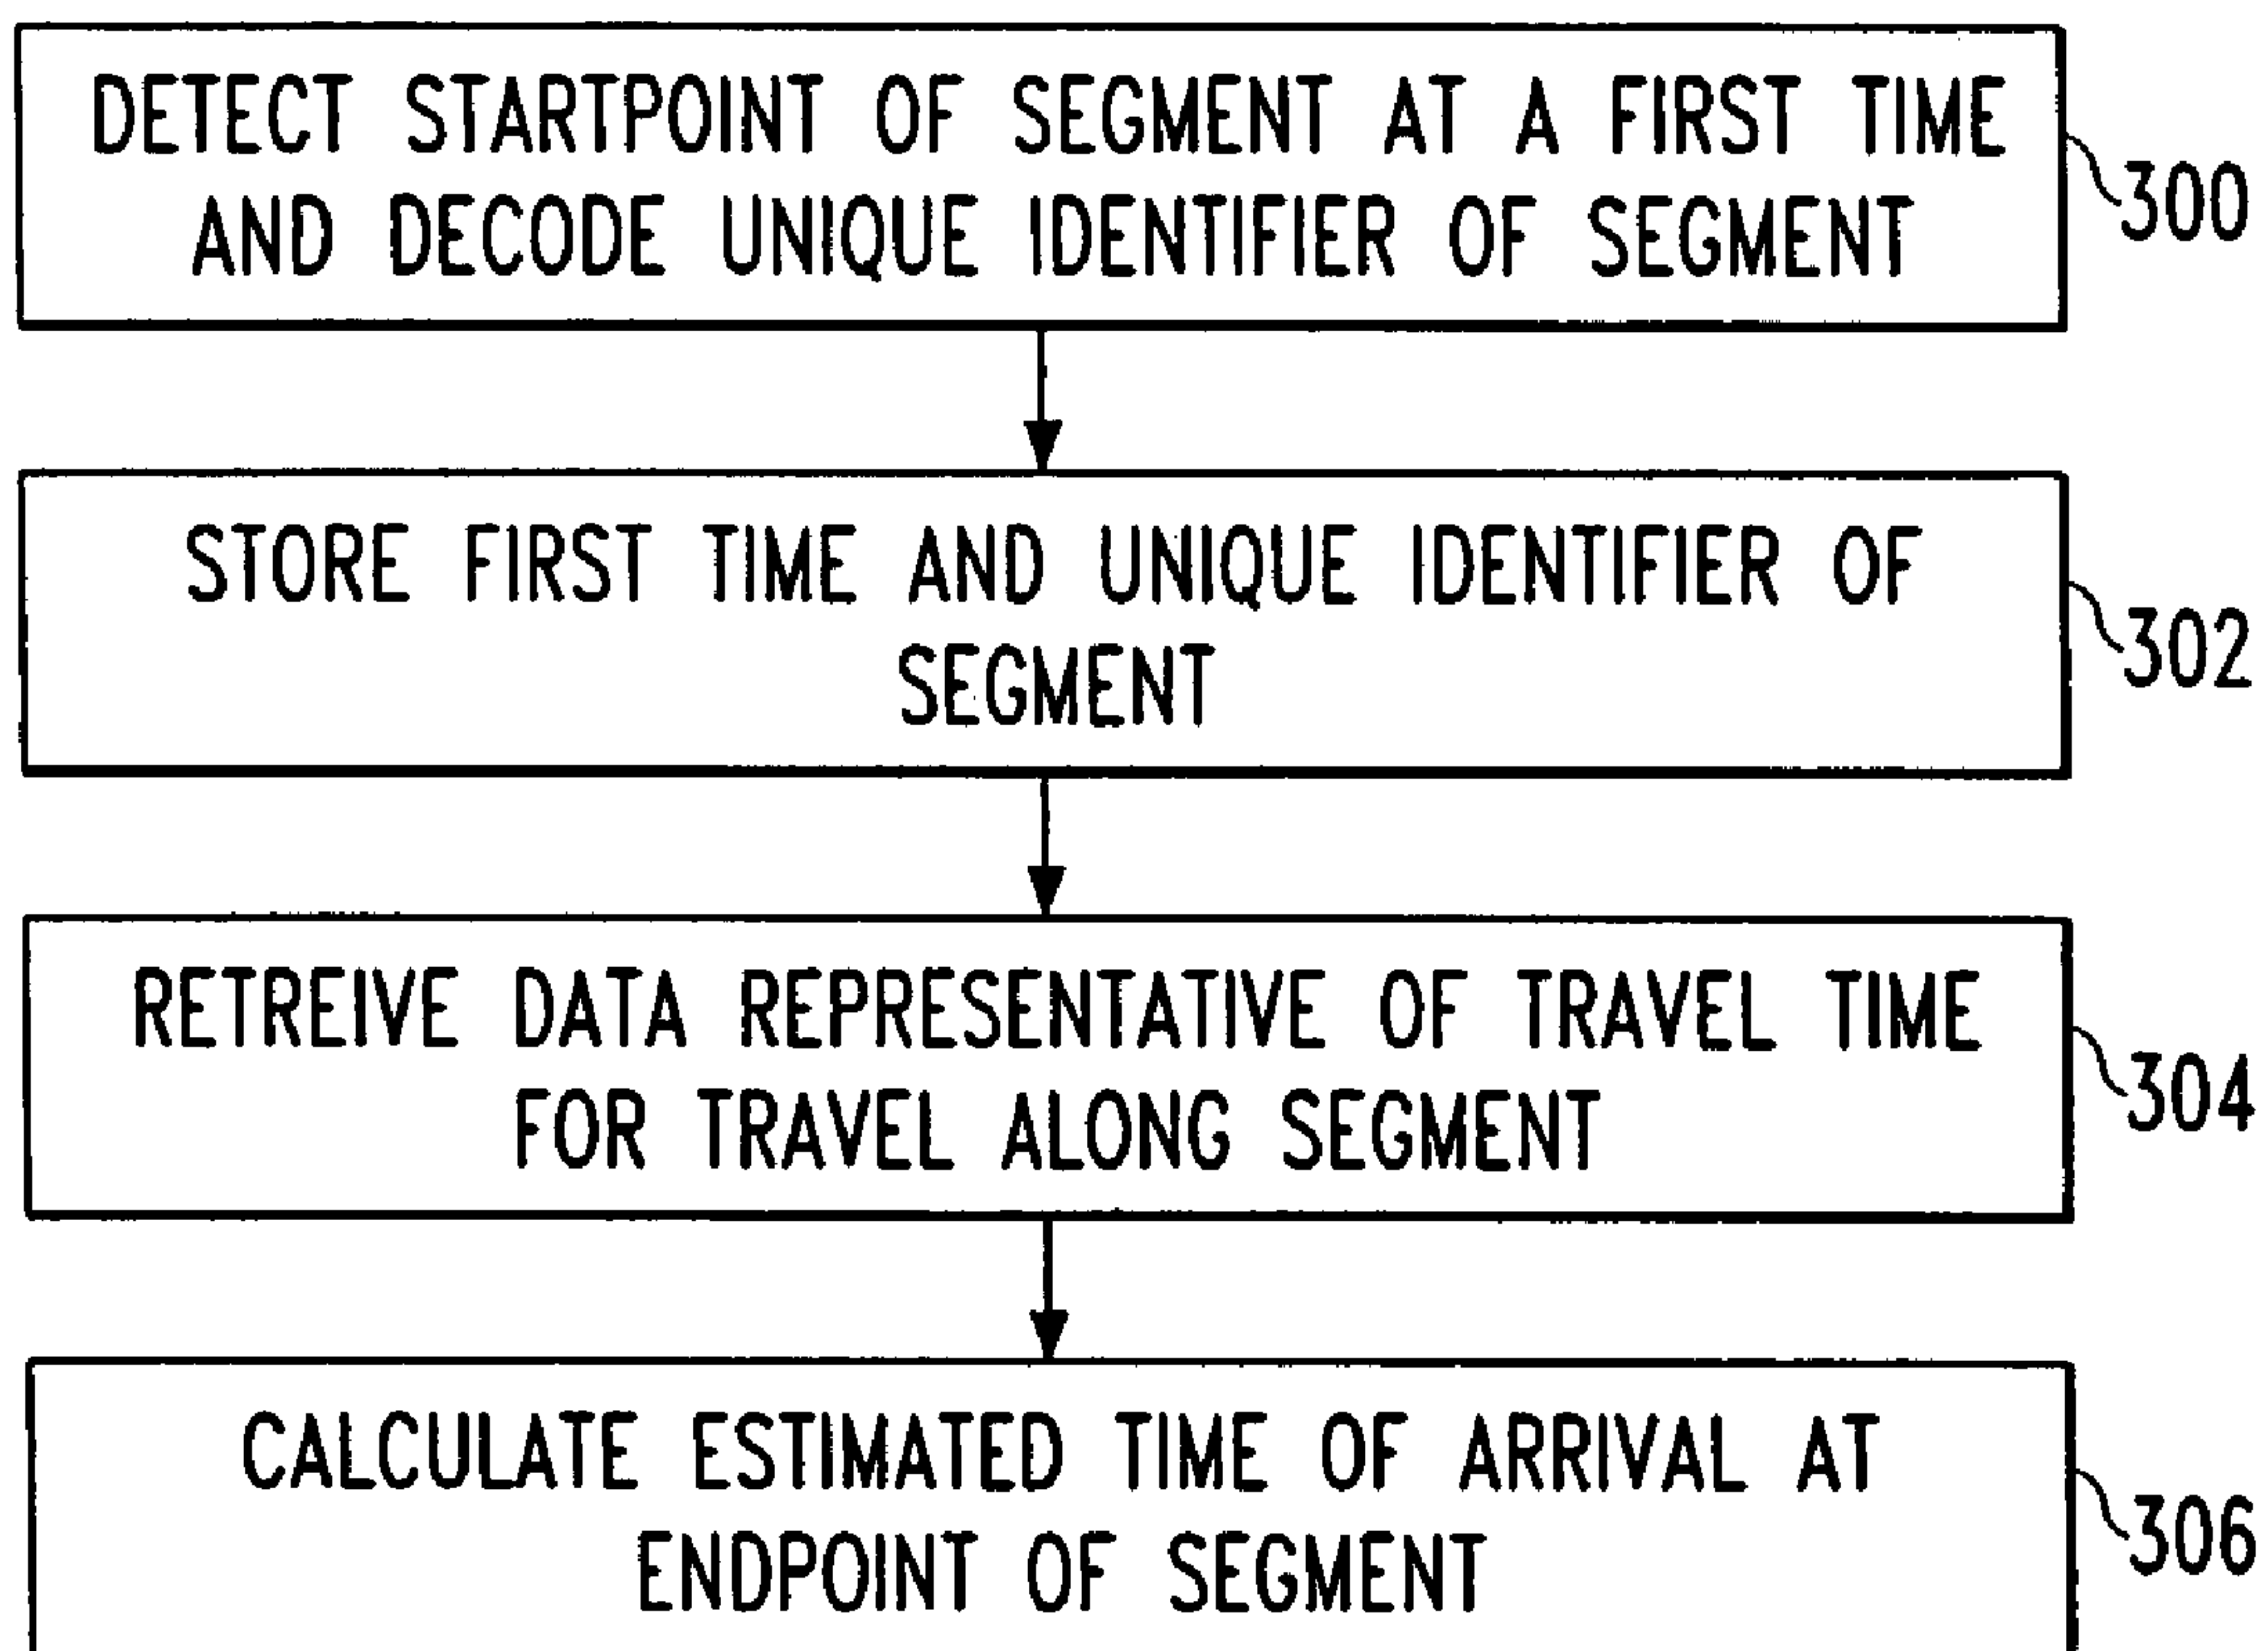 DETECT STARTPOINT OF SEGMENT AT A FIRST TIME
AND DECODE UNIQUE IDENTIFIER OF SEGMENT
300
STORE FIRST TIME AND UNIQUE IDENTIFIER OF
SEGMENT
302
RETREIVE DATA REPRESENTATIVE OF TRAVEL TIME
FOR TRAVEL ALONG SEGMENT
304
CALCULATE ESTIMATED TIME OF ARRIVAL AT
ENDPOINT OF SEGMENT
306